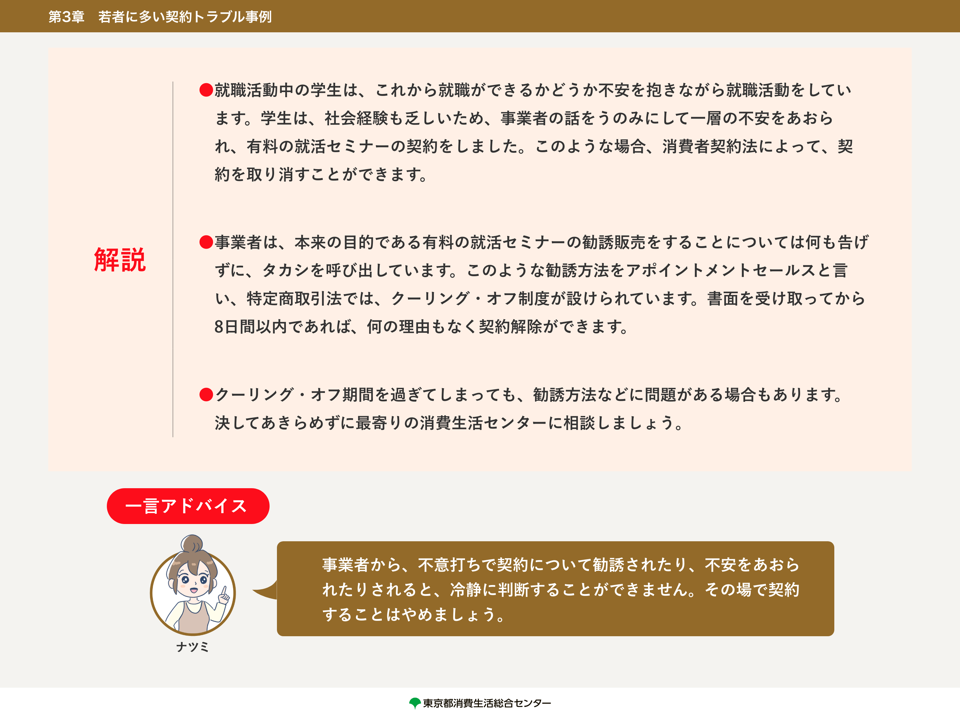 第3章　若者に多い契約トラブル事例
解説
●就職活動中の学生は、これから就職ができるかどうか不安を抱きながら就職活動をしてい
ます。学生は、社会経験も乏しいため、事業者の話をうのみにして一層の不安をあおら
れ、有料の就活セミナーの契約をしました。このような場合、消費者契約法によって、契
約を取り消すことができます。
●事業者は、本来の目的である有料の就活セミナーの勧誘販売をすることについては何も告げ
ずに、タカシを呼び出しています。このような勧誘方法をアポイントメントセールスと言
い、特定商取引法では、クーリング・オフ制度が設けられています。書面を受け取ってから
8日間以内であれば、何の理由もなく契約解除ができます。
●クーリング・オフ期間を過ぎてしまっても、勧誘方法などに問題がある場合もあります。
決してあきらめずに最寄りの消費生活センターに相談しましょう。
一言アドバイス
事業者から、不意打ちで契約について勧誘されたり、不安をあおら
れたりされると、冷静に判断することができません。その場で契約
することはやめましょう。
ナツミ
東京都消費生活総合センター